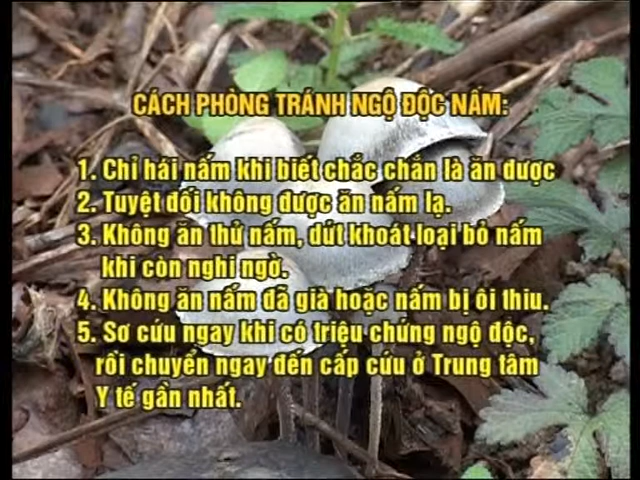 CÁCH PHÒNG TRÁNH NGỘ ĐỘC NẤM:
1. Chỉ hái nấm khi biết chắc chắn là ăn được
2. Tuyệt đối không được ăn nấm lạ.
3. Không ăn thử nấm, dứt khoát loại bỏ nấm
khi còn nghi ngờ.
4. Không ăn nấm đã già hoặc nấm bị ôi thiu.
5. Sơ cứu ngay khi có triệu chứng ngộ độc,
rồi chuyển ngay đến cấp cứu ở Trung tâm
Y tế gần nhất.